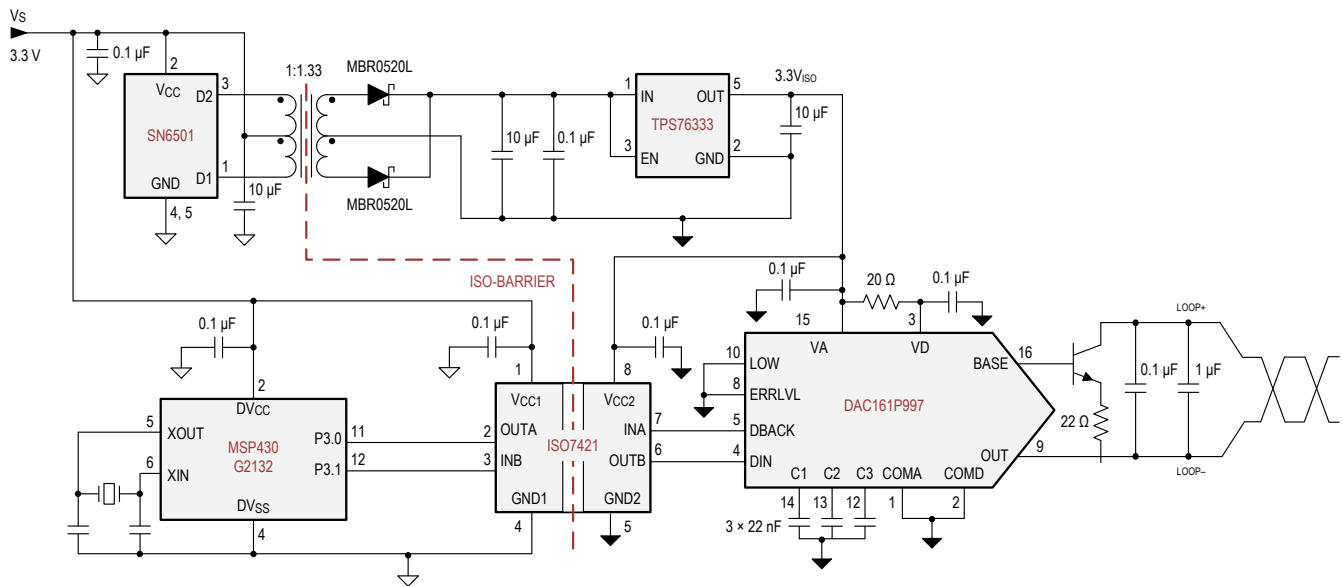 VS
3.3 V
0.1 µF
2
VCC
D2
3
SN6501
D1
1
GND
4, 5
10 µF
1:1.33
MBR0520L
MBR0520L
10 µF
0.1 µF
1
IN
OUT
5
TPS76333
3
EN
GND
2
3.3VISO
10 µF
ISO-BARRIER
0.1 µF
2
DVCC
5
XOUT
6
XIN
MSP430
G2132
P3.0
11
P3.1
12
DVSS
4
0.1 µF
1
VCC1
2
OUTA
3
INB
GND1
4
ISO7421
0.1 µF
8
VCC2
INA
7
OUTB
6
GND2
5
0.1 µF
20 Ω
0.1 µF
15
3
VA
VD
10
LOW
8
ERRLVL
5
DBACK
4
DIN
DAC161P997
BASE
16
OUT
9
C1
C2
C3
COMA
COMD
14
13
12
1
2
3 × 22 nF
22 Ω
0.1 µF
1 µF
LOOP+
LOOP–